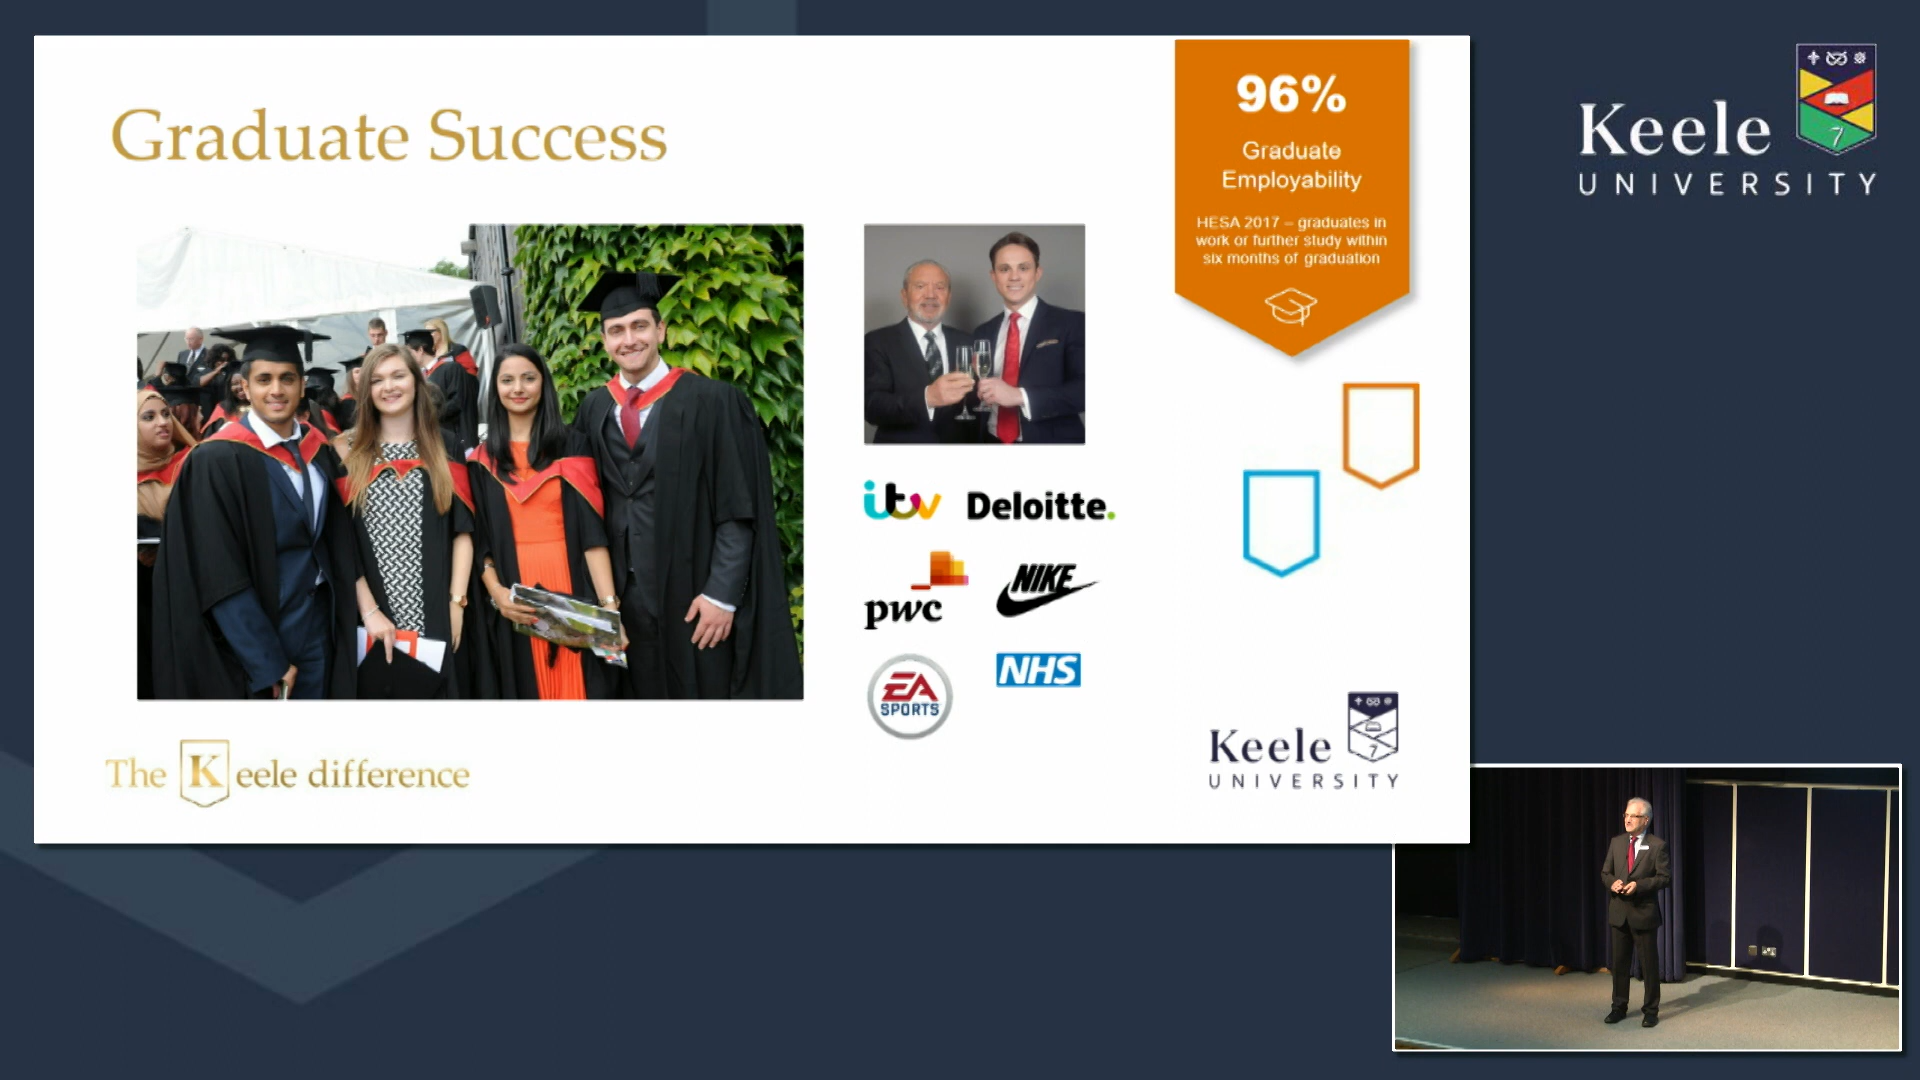 Graduate Success
96%
Graduate
Employability
HESA 2017 – graduates in
work or further study within
six months of graduation
itv
Deloitte.
pwc
NIKE
EA
SPORTS
NHS
The Keele difference
Keele
UNIVERSITY
Keele
UNIVERSITY